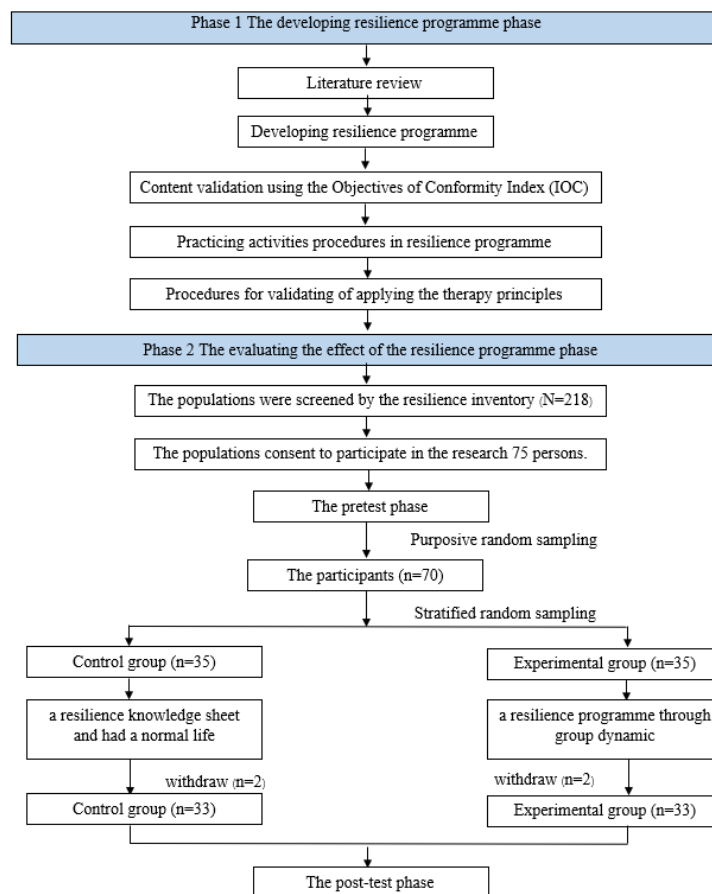 Phase 1 The developing resilience programme phase
Literature review
Developing resilience programme
Content validation using the Objectives of Conformity Index (IOC)
Practicing activities procedures in resilience programme
Procedures for validating of applying the therapy principles
Phase 2 The evaluating the effect of the resilience programme phase
The populations were screened by the resilience inventory (N=218)
The populations consent to participate in the research 75 persons.
The pretest phase
Purposive random sampling
The participants (n=70)
Stratified random sampling
Control group (n=35)
Experimental group (n=35)
a resilience knowledge sheet
and had a normal life
a resilience programme through
group dynamic
withdraw (n=2)
withdraw (n=2)
Control group (n=33)
Experimental group (n=33)
The post-test phase